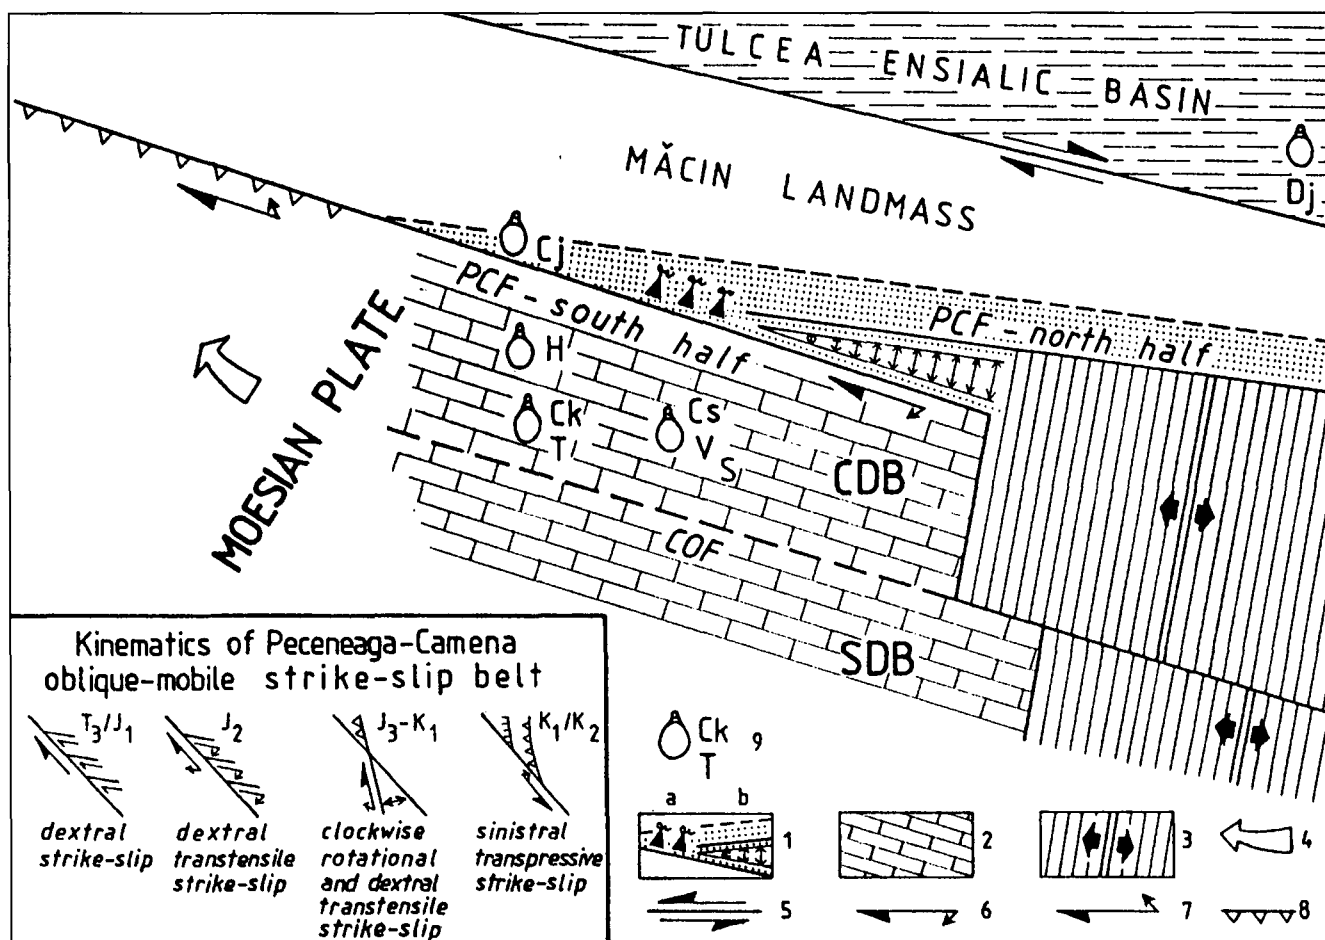 TULCEA ENSIALIC BASIN
MĂCIN LANDMASS
Dj
Cj
PCF-south half
PCF-north half
H
Ck
T
Cs
V
S
CDB
COF
SDB
MOESIAN PLATE
Kinematics of Peceneaga-Camena
oblique-mobile strike-slip belt
T3/J1
J2
J3-K1
K1/K2
dextral
strike-slip
dextral
transtensile
strike-slip
clockwise
rotational
and dextral
transtensile
strike-slip
sinistral
transpressive
strike-slip
Ck
T
9
a
b
1
2
3
4
5
6
7
8